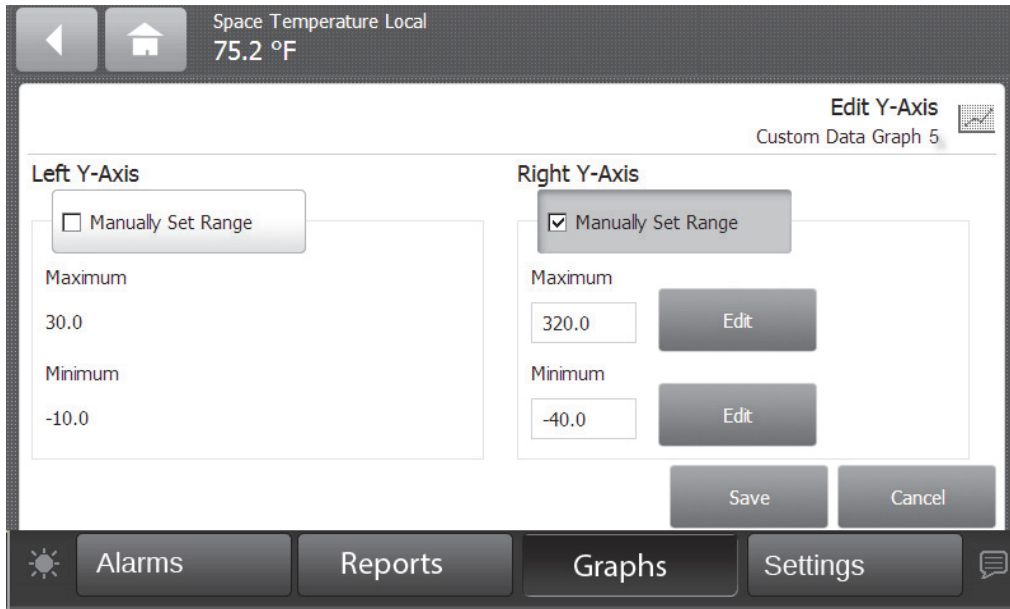 Space Temperature Local
75.2 °F
Edit Y-Axis
Custom Data Graph 5
Left Y-Axis
Manually Set Range
Maximum
30.0
Minimum
-10.0
Right Y-Axis
Manually Set Range
Maximum
320.0 Edit
Minimum
-40.0 Edit
Save Cancel
Alarms Reports Graphs Settings